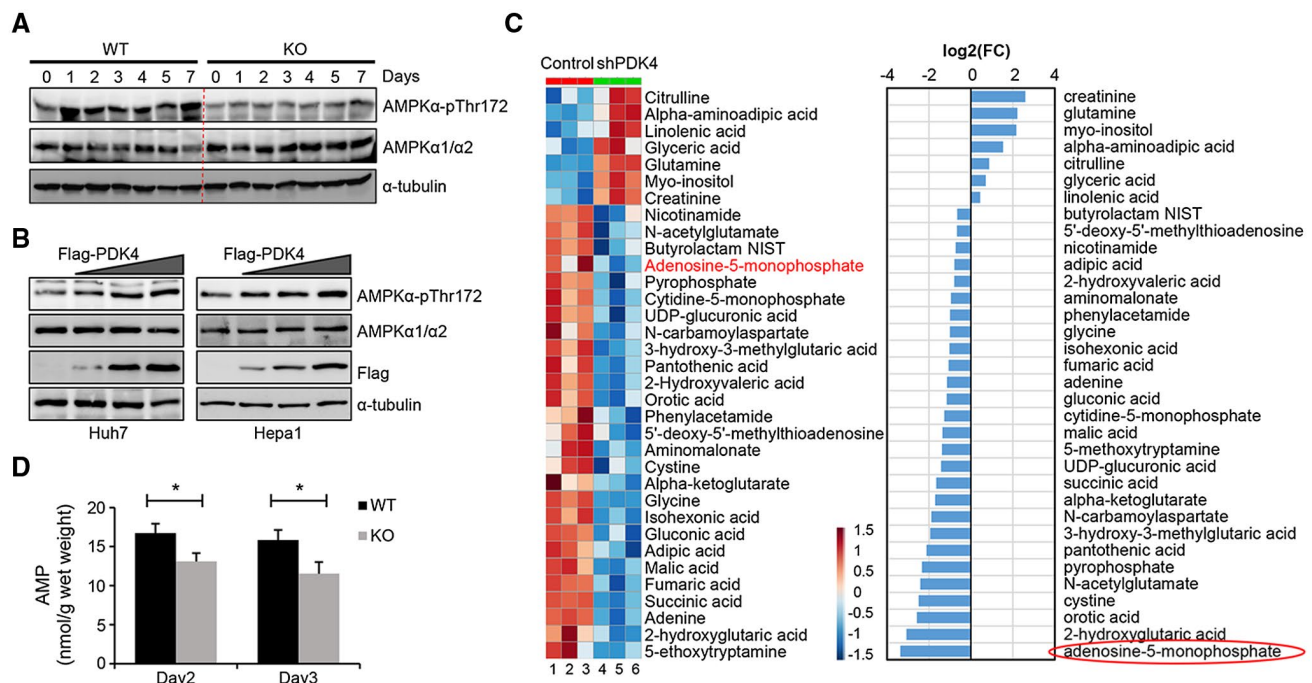 A
WT KO
0 1 2 3 4 5 7 0 1 2 3 4 5 7 Days
AMPKα-pThr172
AMPKα1/α2
α-tubulin
B
Flag-PDK4 Flag-PDK4
AMPKα-pThr172
AMPKα1/α2
Flag
α-tubulin
Huh7 Hepa1
D
*
*
WT
KO
AMP
(nmol/g wet weight)
20
15
10
5
0
Day2 Day3
C
Control shPDK4
Citrulline
Alpha-aminoadipic acid
Linolenic acid
Glyceric acid
Glutamine
Myo-inositol
Creatinine
Nicotinamide
N-acetylglutamate
Butyrolactam NIST
Adenosine-5-monophosphate
Pyrophosphate
Cytidine-5-monophosphate
UDP-glucuronic acid
N-carbamoylaspartate
3-hydroxy-3-methylglutaric acid
Pantothenic acid
2-Hydroxyvaleric acid
Orotic acid
Phenylacetamide
5'-deoxy-5'-methylthioadenosine
Aminomalonate
Cystine
Alpha-ketoglutarate
Glycine
Isohexonic acid
Gluconic acid
Adipic acid
Malic acid
Fumaric acid
Succinic acid
Adenine
2-hydroxyglutaric acid
5-ethoxytryptamine
1 2 3 4 5 6
1.5
1
0.5
0
-0.5
-1
-1.5
log2(FC)
-4 -2 0 2 4
creatinine
glutamine
myo-inositol
alpha-aminoadipic acid
citrulline
glyceric acid
linolenic acid
butyrolactam NIST
5'-deoxy-5'-methylthioadenosine
nicotinamide
adipic acid
2-hydroxyvaleric acid
aminomalonate
phenylacetamide
glycine
isohexonic acid
fumaric acid
adenine
gluconic acid
cytidine-5-monophosphate
malic acid
5-methoxytryptamine
UDP-glucuronic acid
succinic acid
alpha-ketoglutarate
N-carbamoylaspartate
3-hydroxy-3-methylglutaric acid
pantothenic acid
pyrophosphate
N-acetylglutamate
cystine
orotic acid
2-hydroxyglutaric acid
adenosine-5-monophosphate